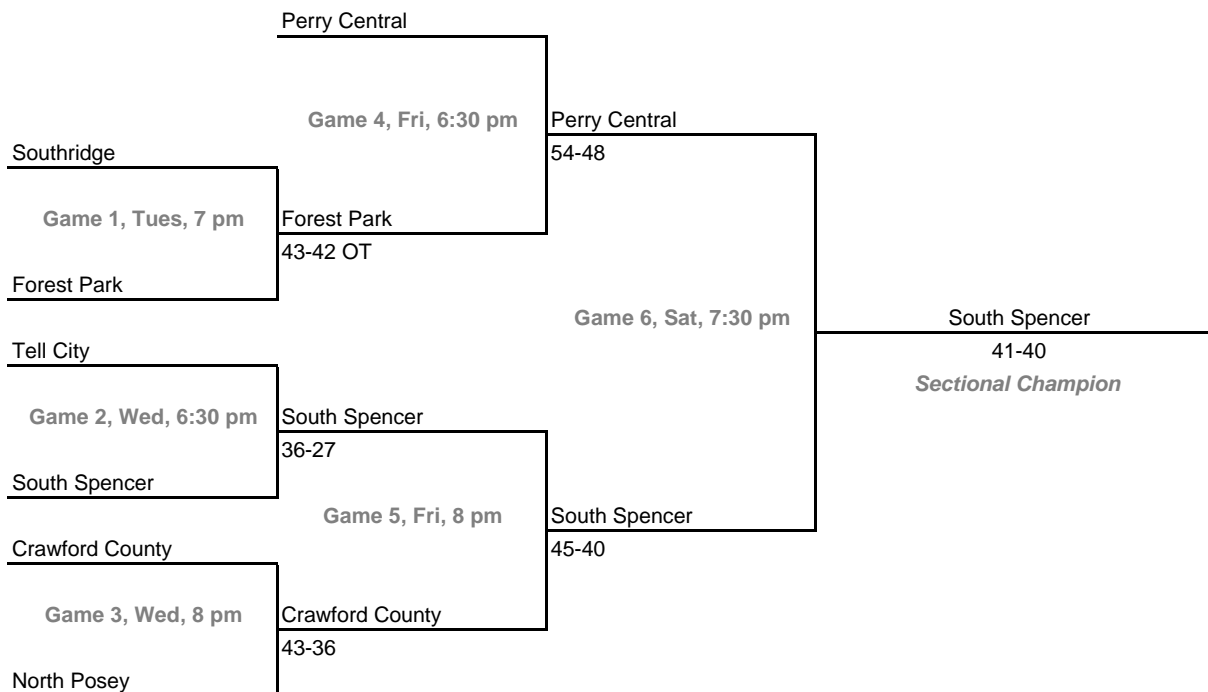 Perry Central
Game 4, Fri, 6:30 pm
Perry Central
Southridge
54-48
Game 1, Tues, 7 pm
Forest Park
43-42 OT
Forest Park
Game 6, Sat, 7:30 pm
South Spencer
Tell City
41-40
Sectional Champion
Game 2, Wed, 6:30 pm
South Spencer
36-27
South Spencer
Game 5, Fri, 8 pm
South Spencer
Crawford County
45-40
Game 3, Wed, 8 pm
Crawford County
43-36
North Posey